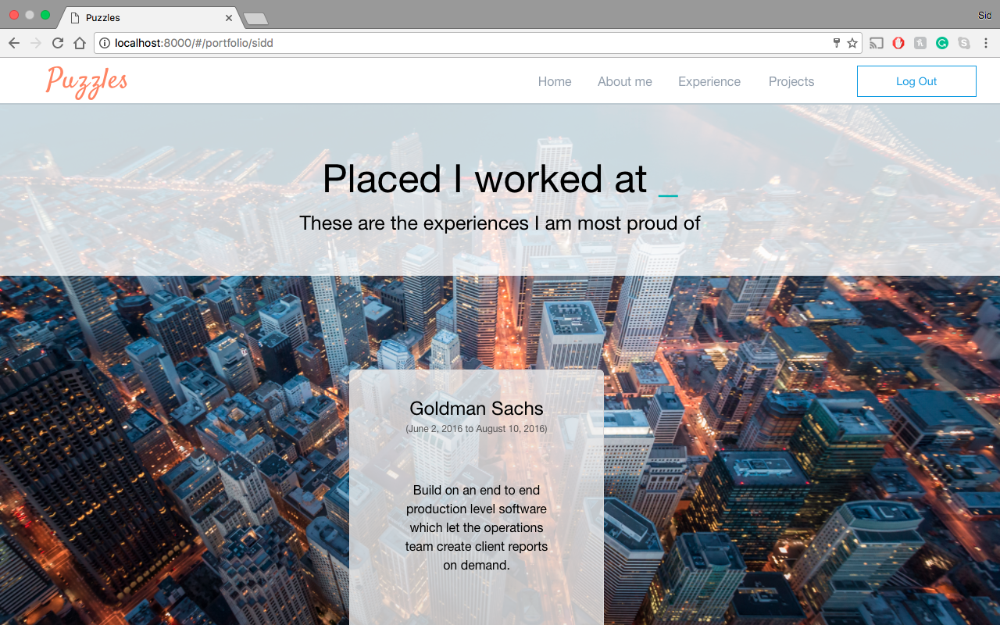 Puzzles
Sid
localhost:8000/#/portfolio/sidd
Puzzles
Home About me Experience Projects Log Out
Placed I worked at _
These are the experiences I am most proud of
Goldman Sachs
(June 2, 2016 to August 10, 2016)
Build on an end to end
production level software
which let the operations
team create client reports
on demand.